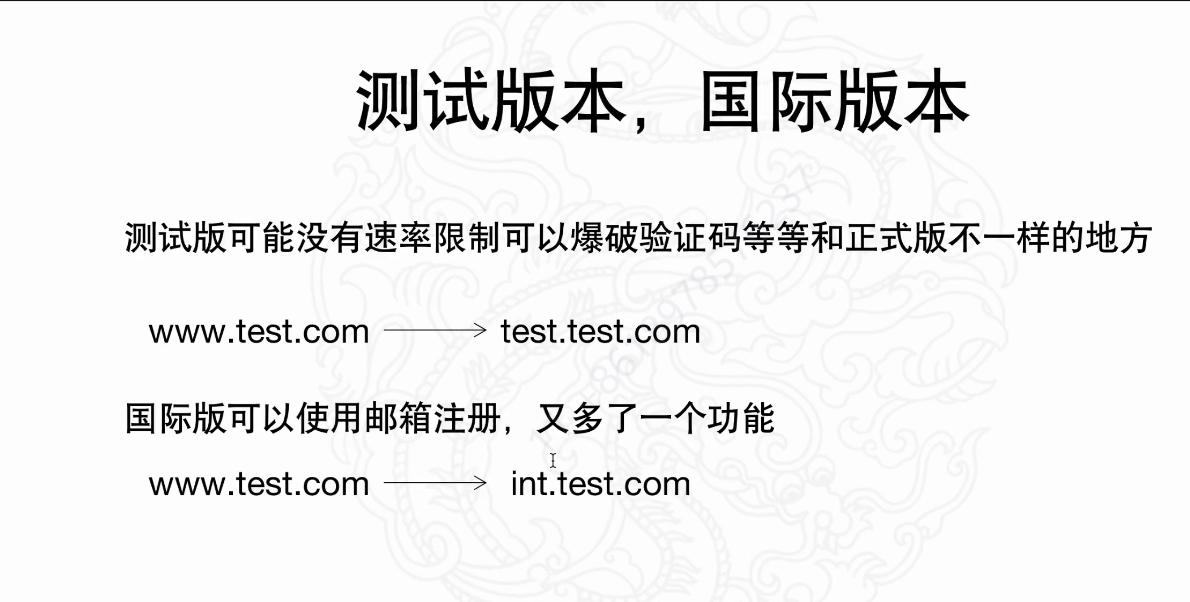 测试版本，国际版本
测试版可能没有速率限制可以爆破验证码等等和正式版不一样的地方
www.test.com test.test.com
国际版可以使用邮箱注册，又多了一个功能
www.test.com int.test.com